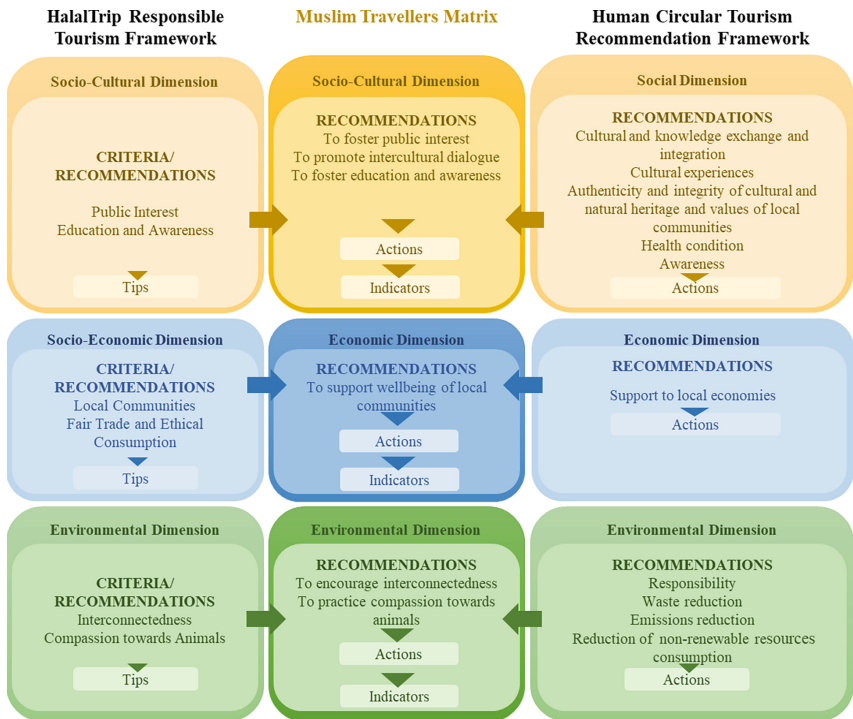 HalalTrip Responsible
Tourism Framework
Muslim Travellers Matrix
Human Circular Tourism
Recommendation Framework
Socio-Cultural Dimension
CRITERIA/
RECOMMENDATIONS
Public Interest
Education and Awareness
Tips
Socio-Cultural Dimension
RECOMMENDATIONS
To foster public interest
To promote intercultural dialogue
To foster education and awareness
Actions
Indicators
Social Dimension
RECOMMENDATIONS
Cultural and knowledge exchange and
integration
Cultural experiences
Authenticity and integrity of cultural and
natural heritage and values of local
communities
Health condition
Awareness
Actions
Socio-Economic Dimension
CRITERIA/
RECOMMENDATIONS
Local Communities
Fair Trade and Ethical
Consumption
Tips
Economic Dimension
RECOMMENDATIONS
To support wellbeing of local
communities
Actions
Indicators
Economic Dimension
RECOMMENDATIONS
Support to local economies
Actions
Environmental Dimension
CRITERIA/
RECOMMENDATIONS
Interconnectedness
Compassion towards Animals
Tips
Environmental Dimension
RECOMMENDATIONS
To encourage interconnectedness
To practice compassion towards
animals
Actions
Indicators
Environmental Dimension
RECOMMENDATIONS
Responsibility
Waste reduction
Emissions reduction
Reduction of non-renewable resources
consumption
Actions